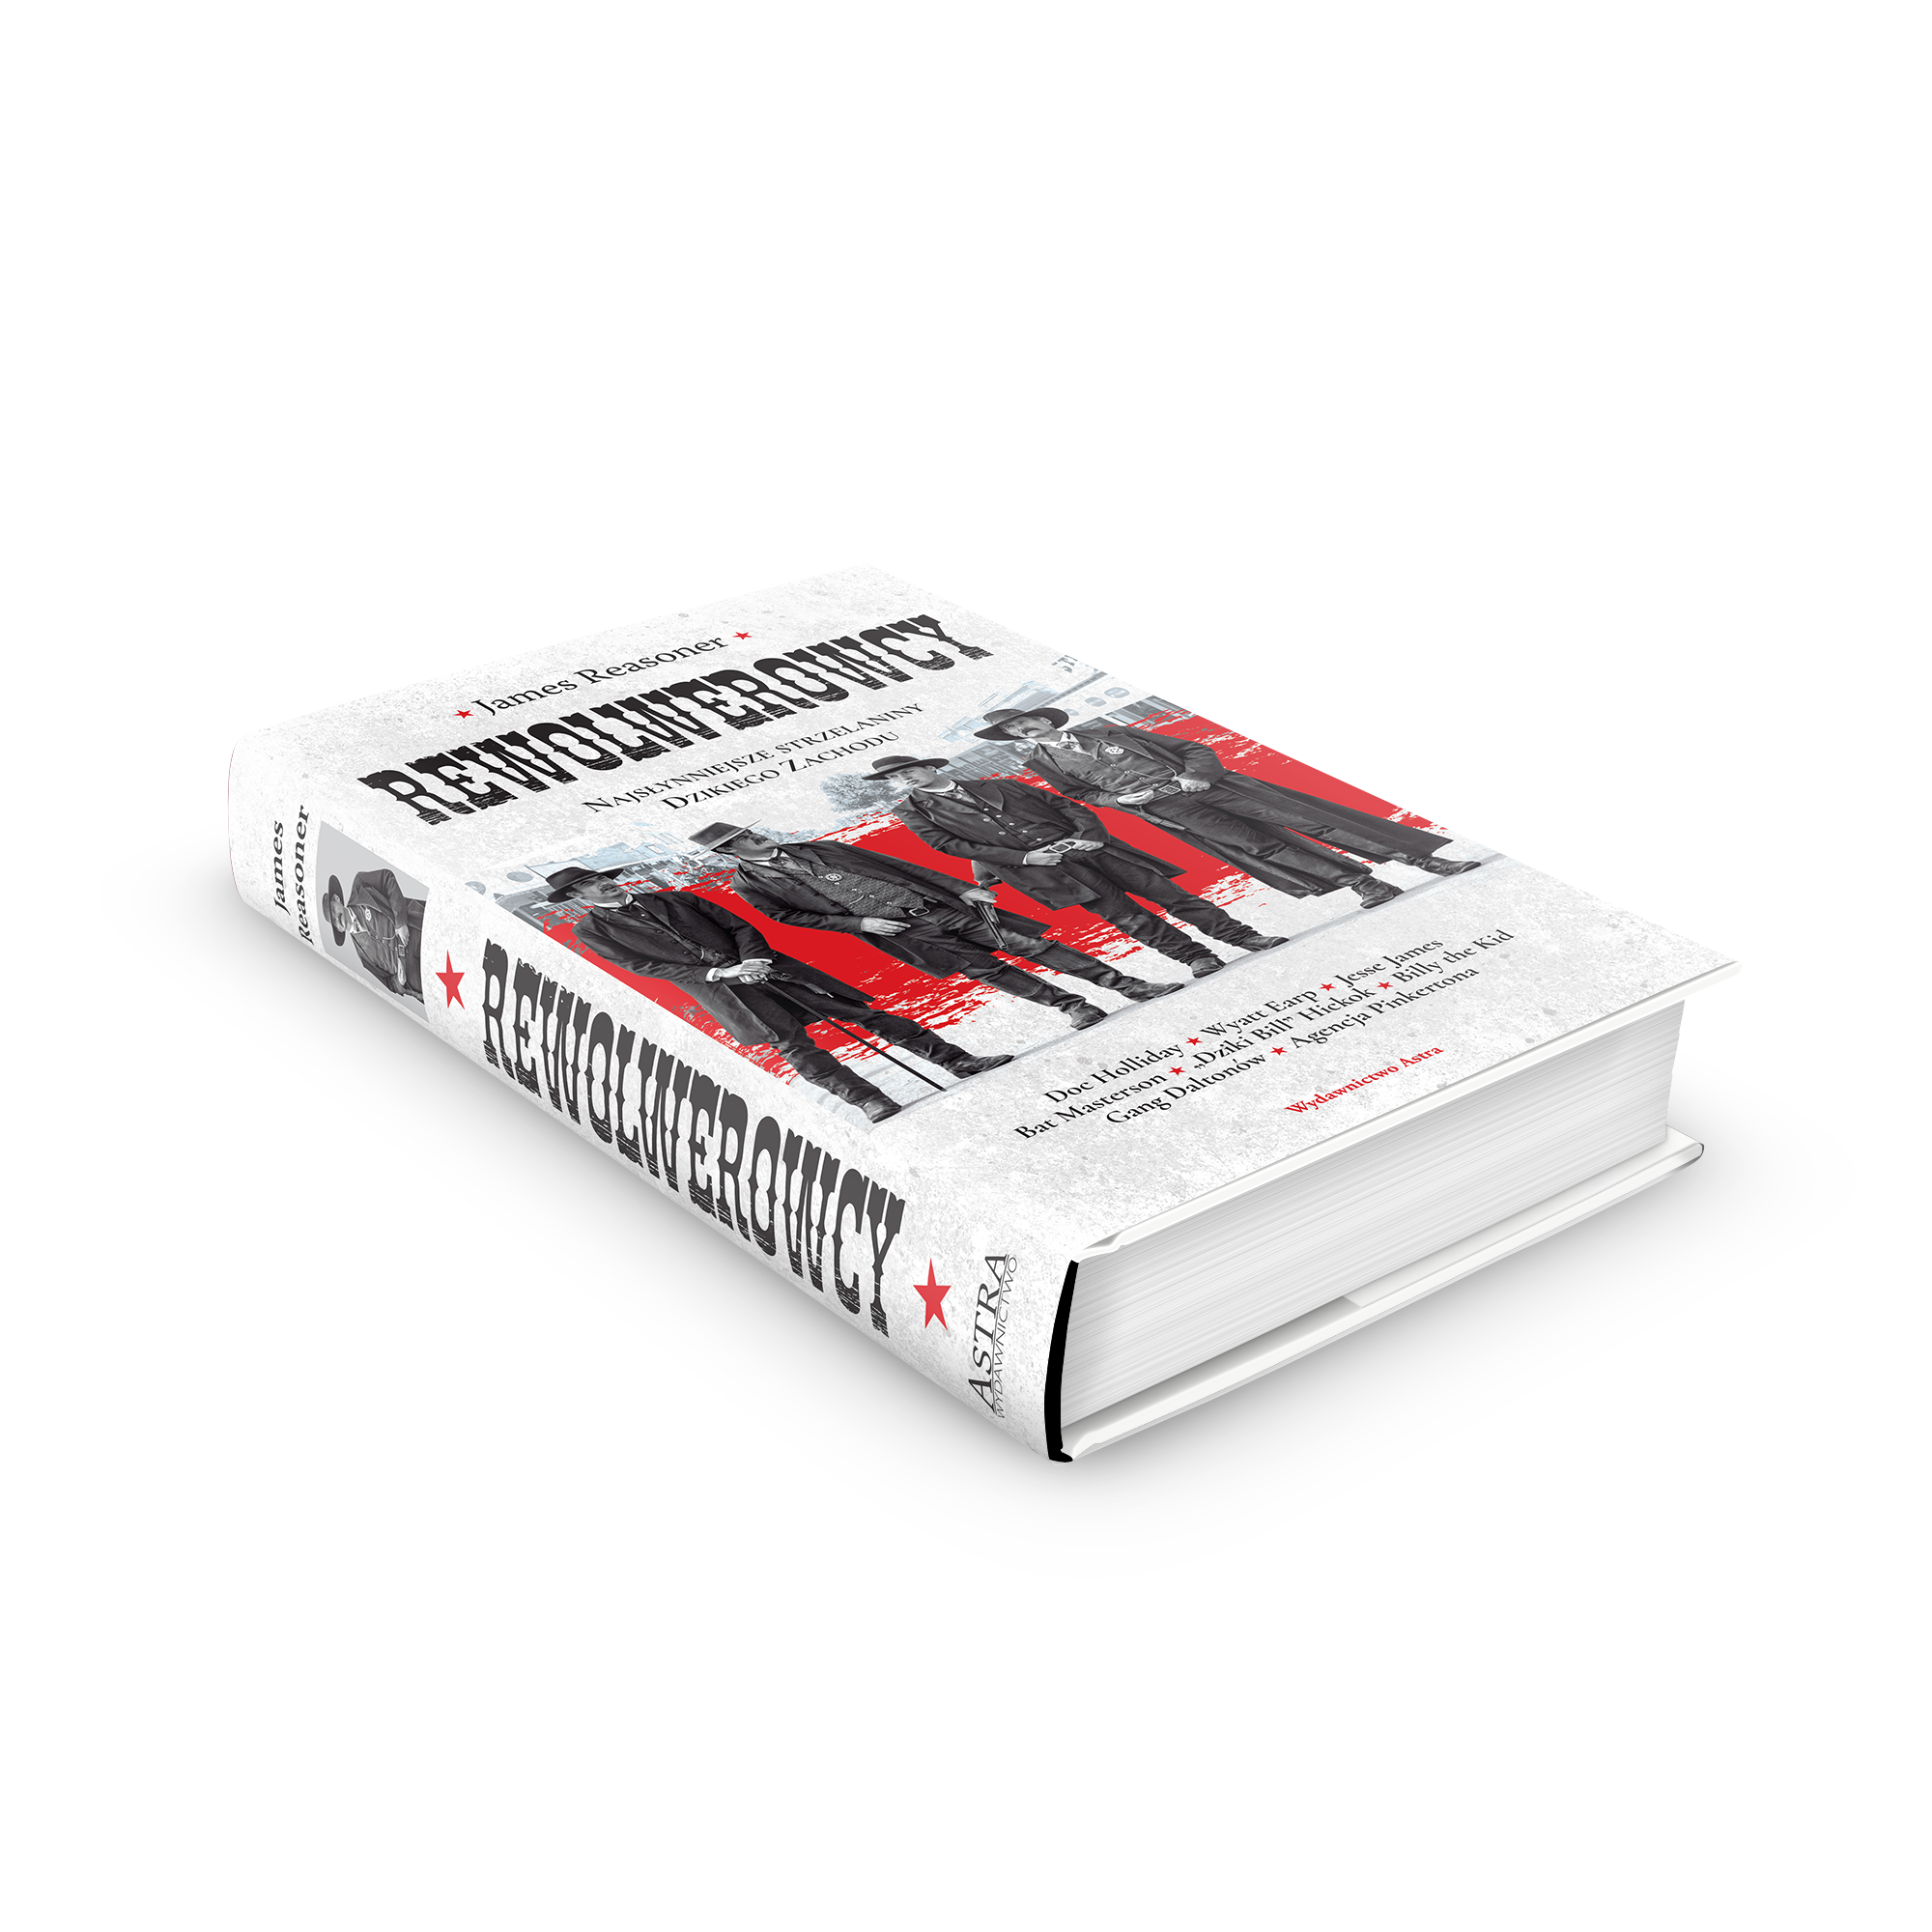 ★ James Reasoner ★
REWOLWEROWCY
Najsłynniejsze strzelaniny
Dzikiego Zachodu
Doc Holliday ★ Wyatt Earp ★ Jesse James
Bat Masterson ★ „Dziki Bill” Hickok ★ Billy the Kid
Gang Daltonów ★ Agencja Pinkertona
Wydawnictwo Astra
James
Reasoner
★ REWOLWEROWCY ★
ASTRA
WYDAWNICTWO